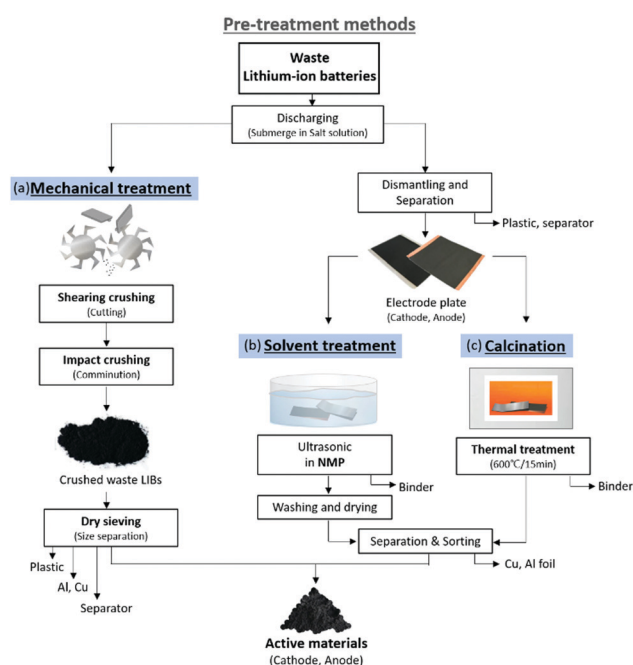 Pre-treatment methods
Waste
Lithium-ion batteries
Discharging
(Submerge in Salt solution)
(a) Mechanical treatment
Shearing crushing
(Cutting)
Impact crushing
(Comminution)
Crushed waste LIBs
Dry sieving
(Size separation)
Plastic
Al, Cu
Separator
Dismantling and
Separation
Plastic, separator
Electrode plate
(Cathode, Anode)
(b) Solvent treatment
Ultrasonic
in NMP
Binder
Washing and drying
(c) Calcination
Thermal treatment
(600℃/15min)
Binder
Separation & Sorting
Cu, Al foil
Active materials
(Cathode, Anode)